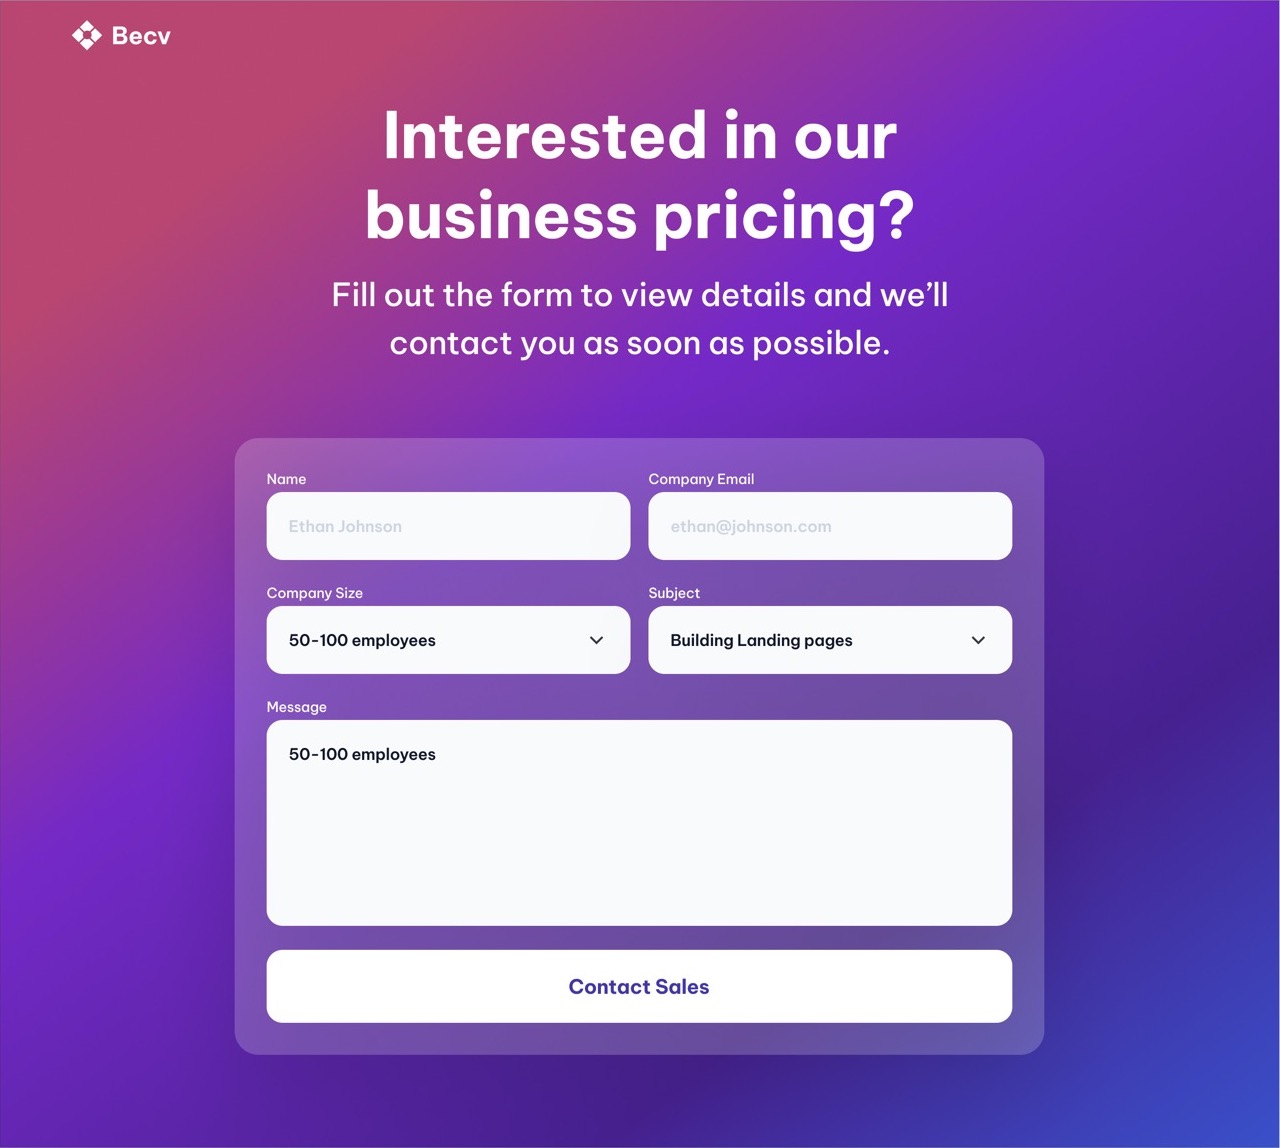 Becv
Interested in our
business pricing?
Fill out the form to view details and we’ll
contact you as soon as possible.
Name
Company Email
Ethan Johnson
ethan@johnson.com
Company Size
Subject
50-100 employees
Building Landing pages
Message
50-100 employees
Contact Sales